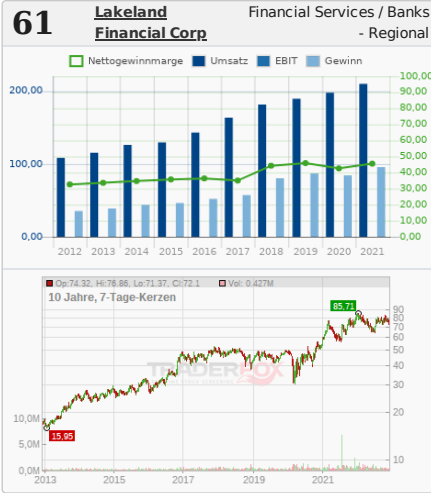 61
Lakeland
Financial Corp
Financial Services / Banks
- Regional
Nettogewinnmarge Umsatz EBIT Gewinn
200,00
100,00
0,00
100,00
90,00
80,00
70,00
60,00
50,00
40,00
30,00
20,00
10,00
0,00
2012 2013 2014 2015 2016 2017 2018 2019 2020 2021
Op:74.32, Hi:76.86, Lo:71.37, Cl:72.1 Vol: 0.427M
10 Jahre, 7-Tage-Kerzen
85,71
15.95
TRADERFOX
90
80
70
60
50
40
30
20
10
10,0M
5,0M
0,0M
2013 2015 2017 2019 2021